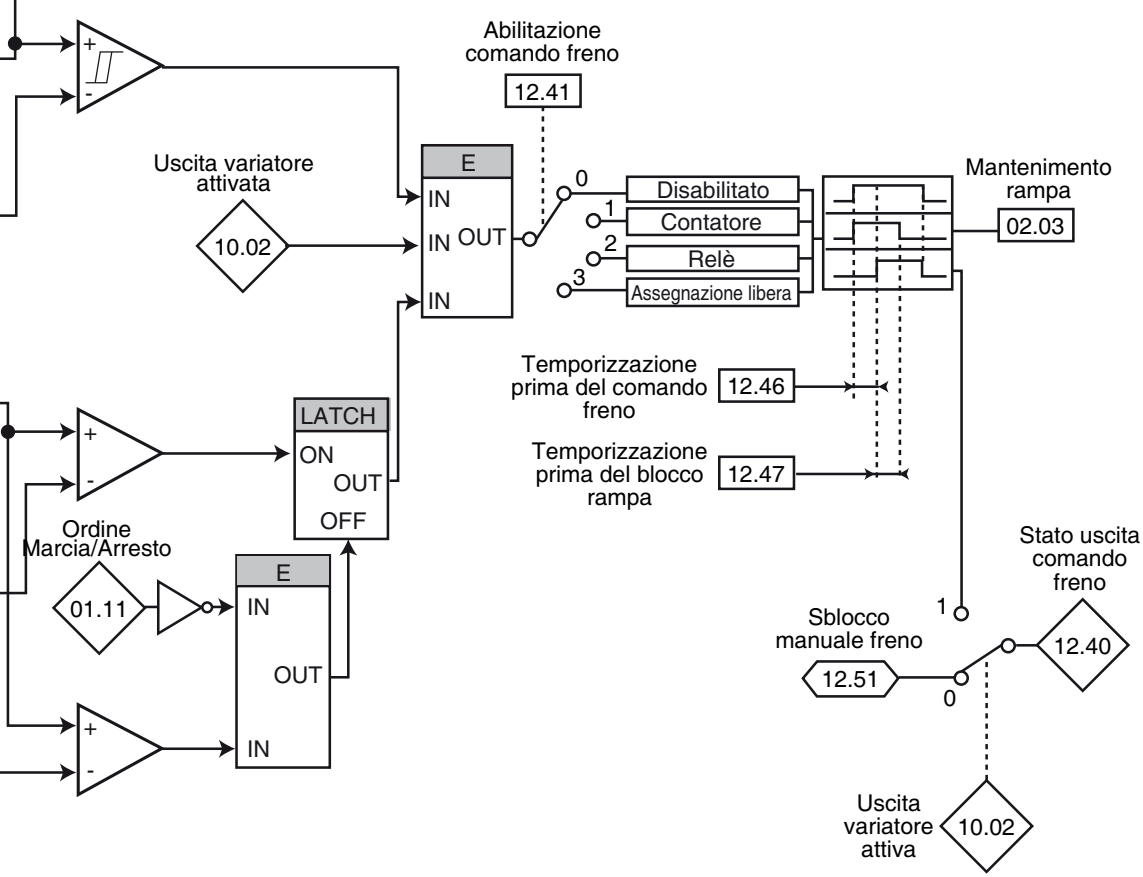 Abilitazione
comando freno
12.41
+
-
Uscita variatore
attivata
10.02
E
IN
IN
OUT
IN
0
1
2
3
Disabilitato
Contatore
Relè
Assegnazione libera
Mantenimento
rampa
02.03
Temporizzazione
prima del comando
freno
12.46
Temporizzazione
prima del blocco
rampa
12.47
+
-
LATCH
ON
OUT
OFF
Ordine
Marcia/Arresto
01.11
E
IN
OUT
IN
+
-
Stato uscita
comando
freno
12.40
1
Sblocco
manuale freno
12.51
0
Uscita
variatore
attiva
10.02